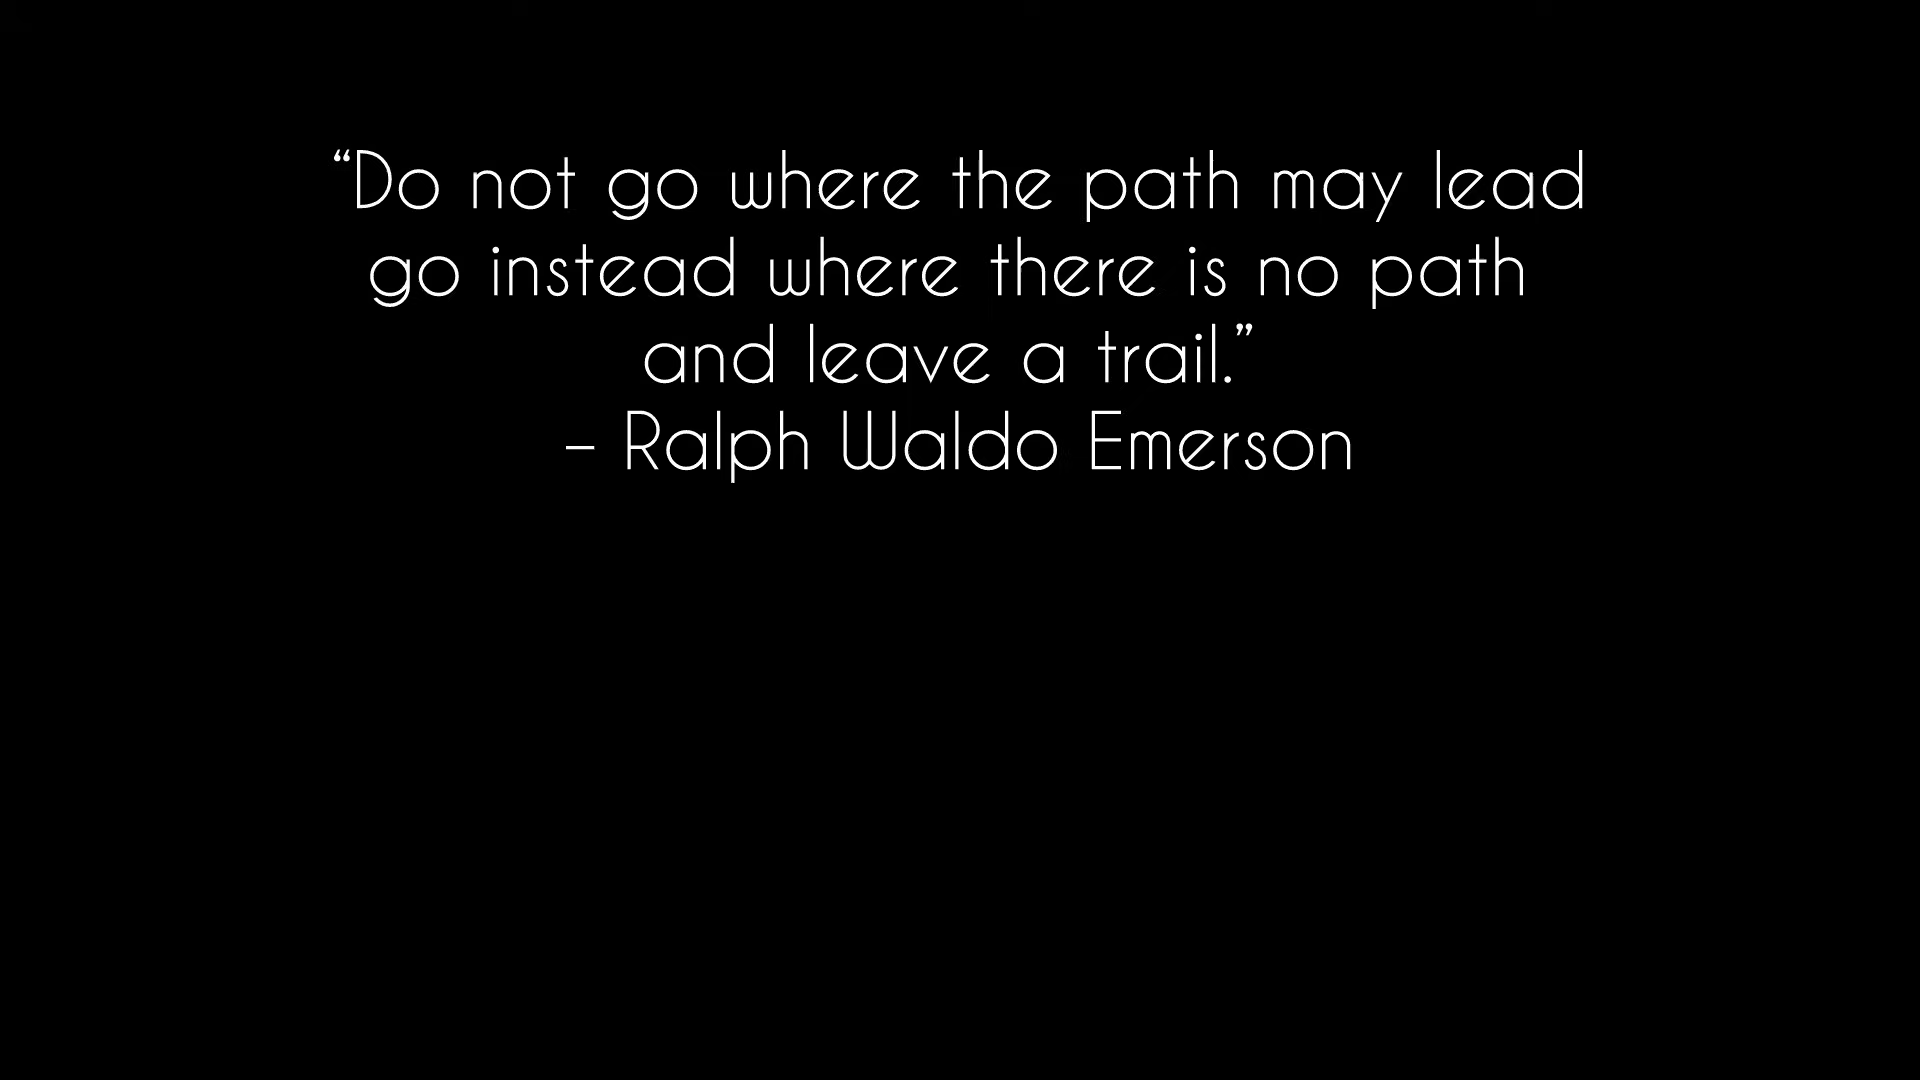 “Do not go where the path may lead
go instead where there is no path
and leave a trail.”
– Ralph Waldo Emerson